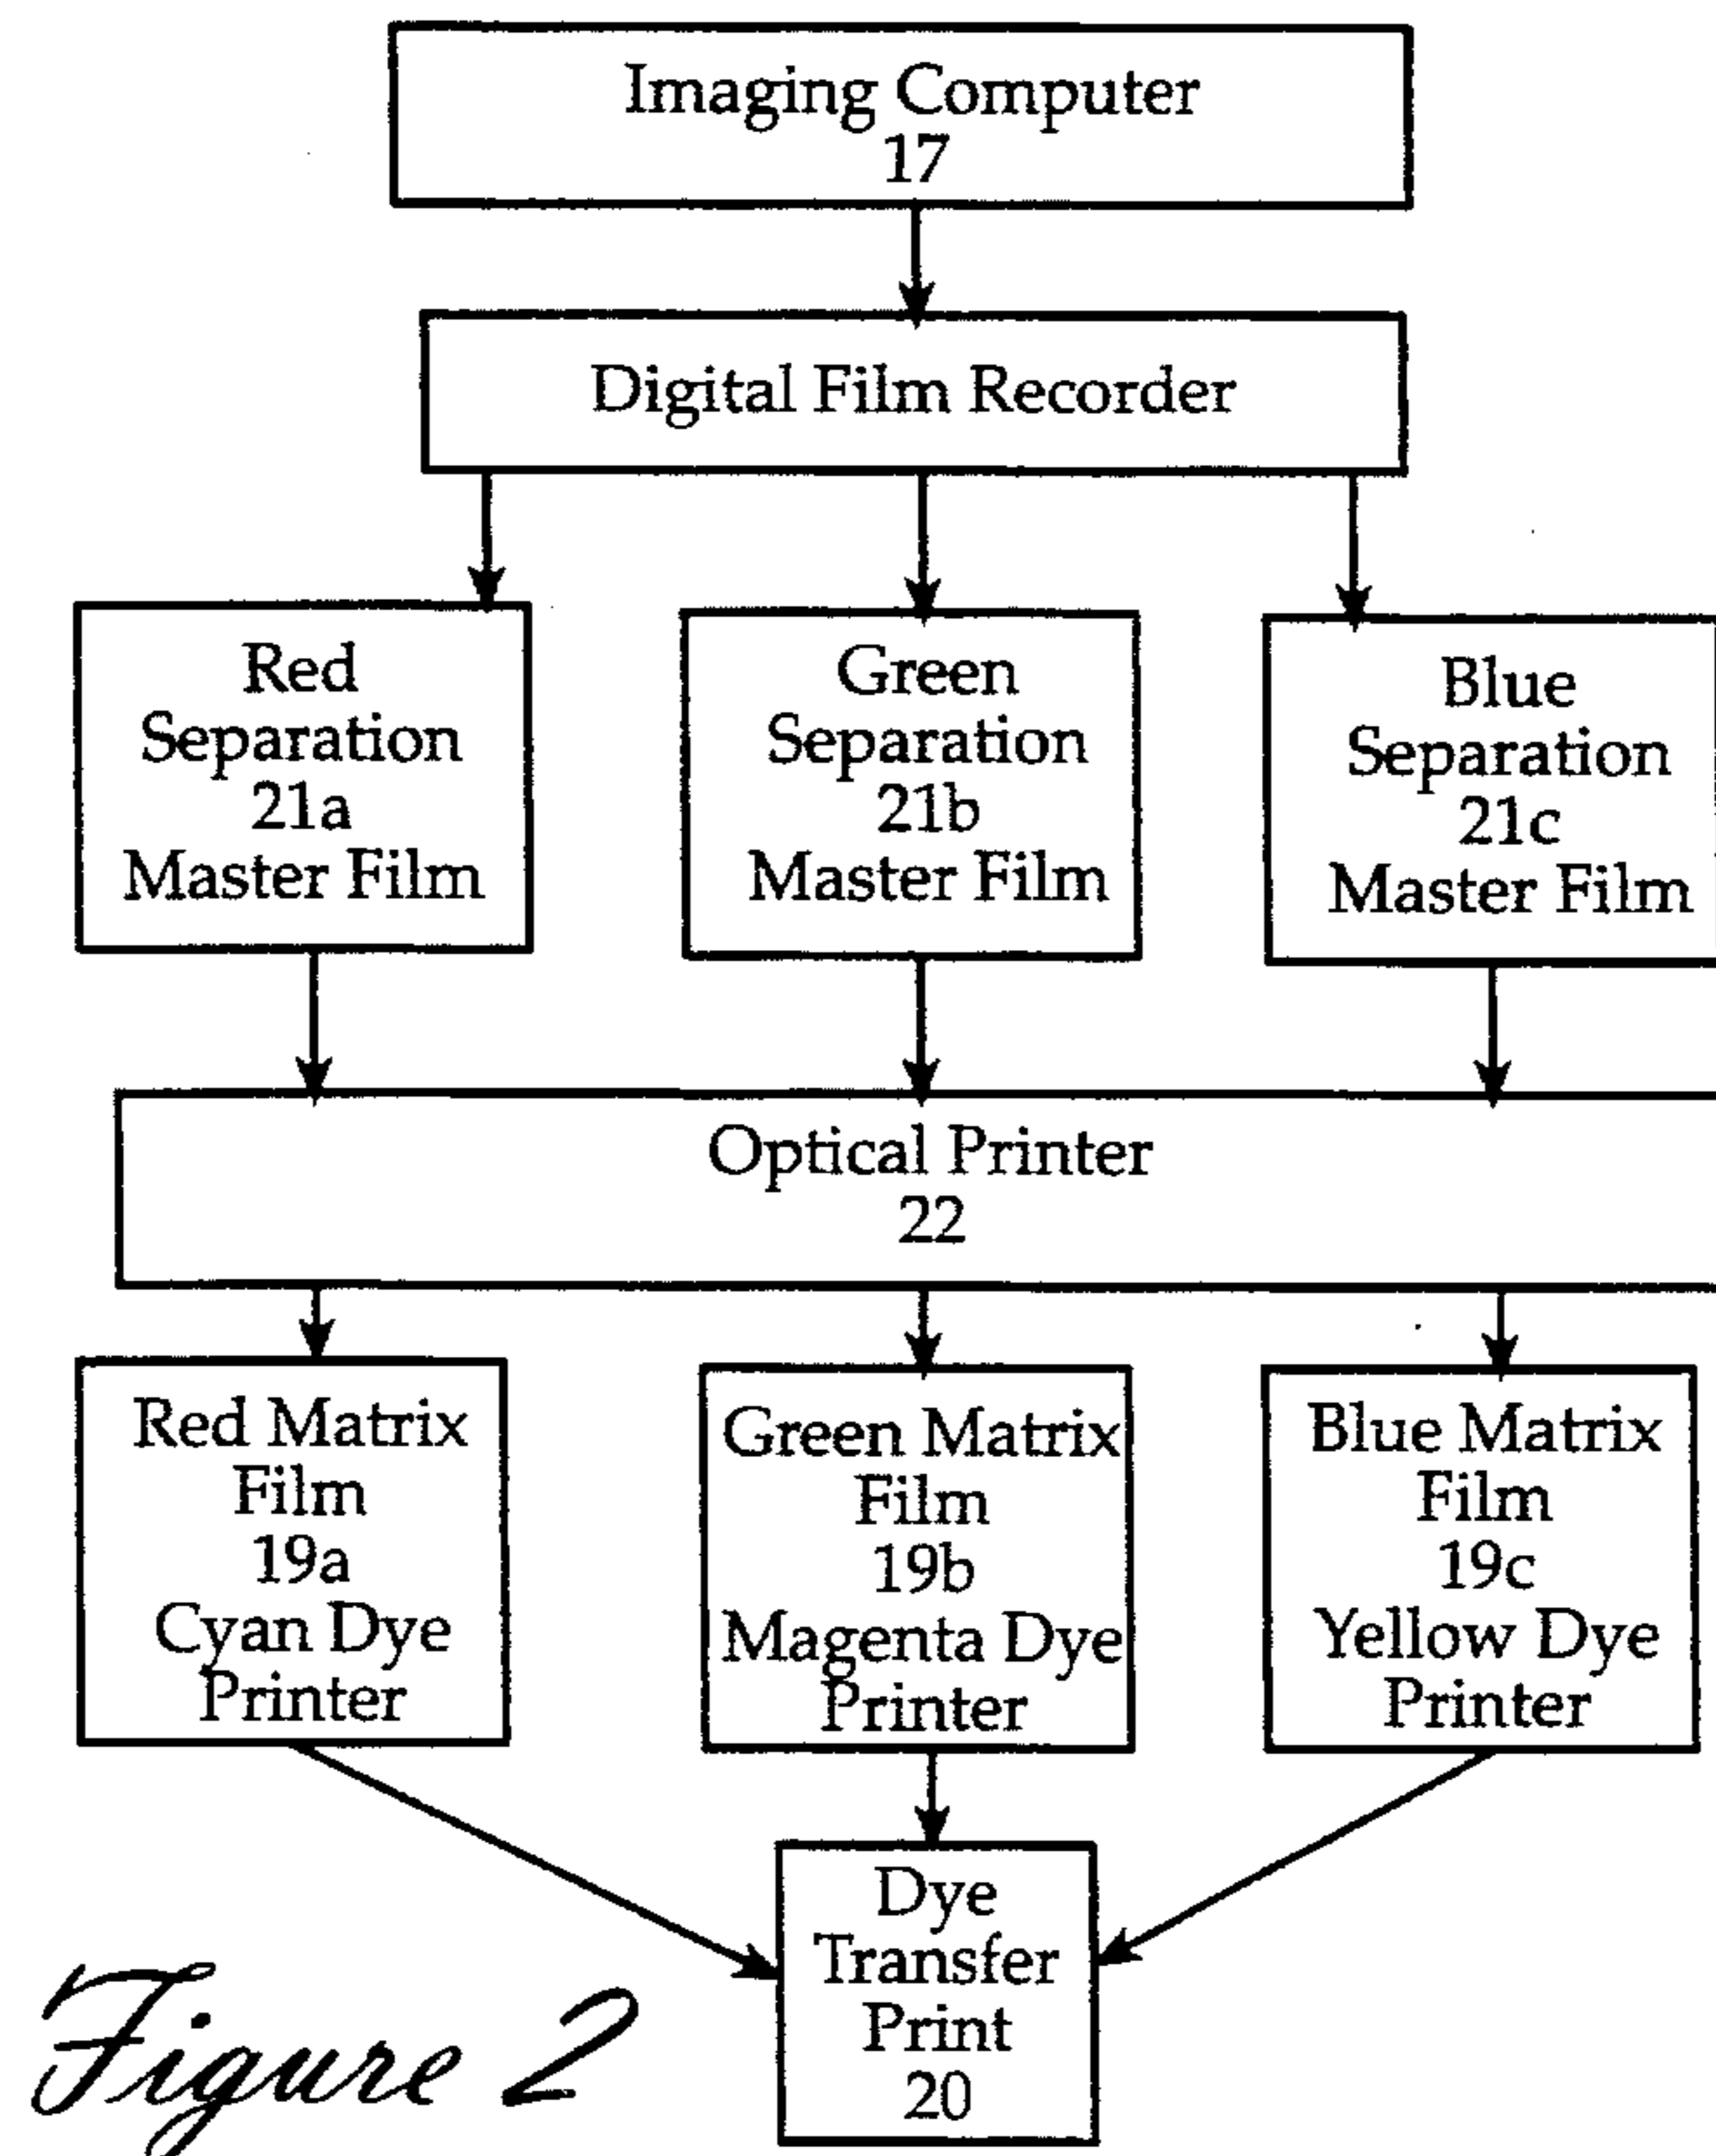 Imaging Computer
17
Digital Film Recorder
Red
Separation
21a
Master Film
Green
Separation
21b
Master Film
Blue
Separation
21c
Master Film
Optical Printer
22
Red Matrix
Film
19a
Cyan Dye
Printer
Green Matrix
Film
19b
Magenta Dye
Printer
Blue Matrix
Film
19c
Yellow Dye
Printer
Dye
Transfer
Print
20
Figure 2